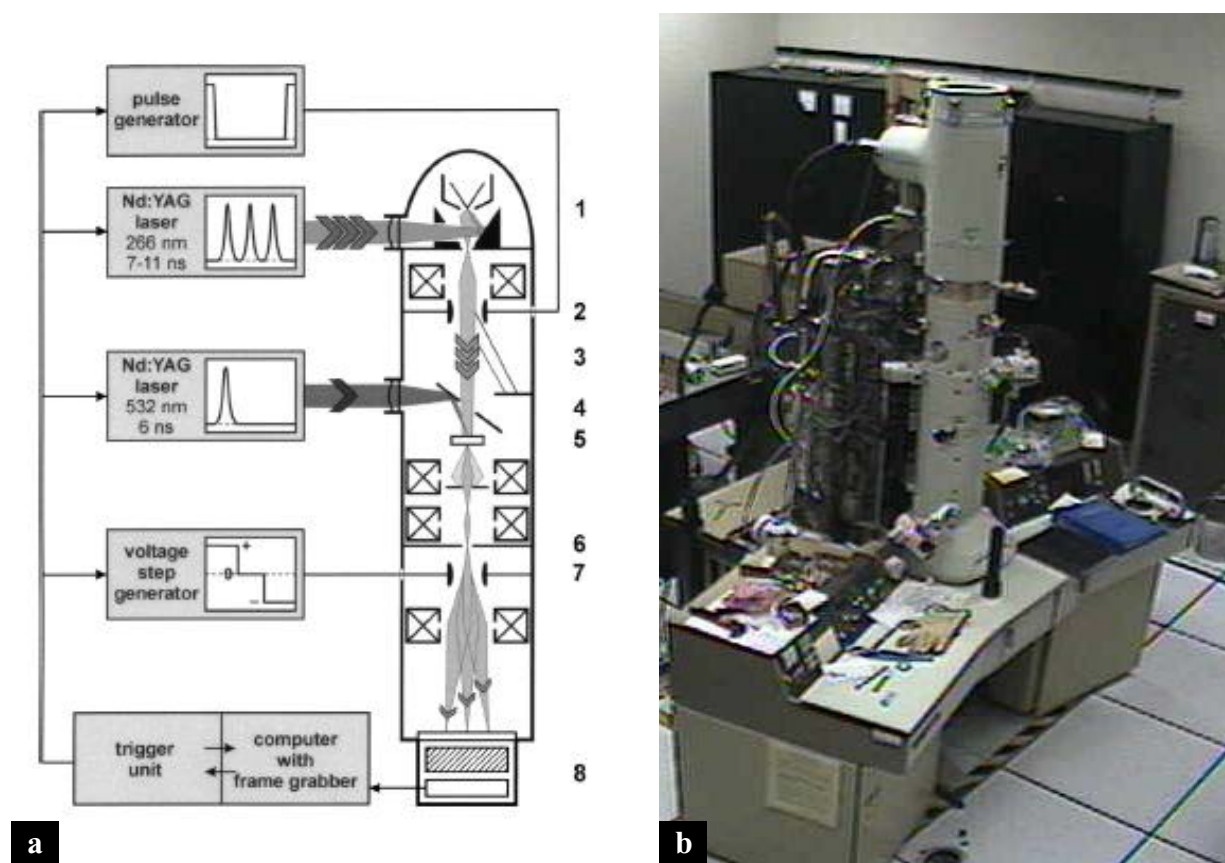 pulse
generator
Nd:YAG
laser
266 nm
7-11 ns
1
2
3
Nd:YAG
laser
532 nm
6 ns
4
5
voltage
step
generator
+
0
–
6
7
trigger
unit
computer
with
frame grabber
8
a
b